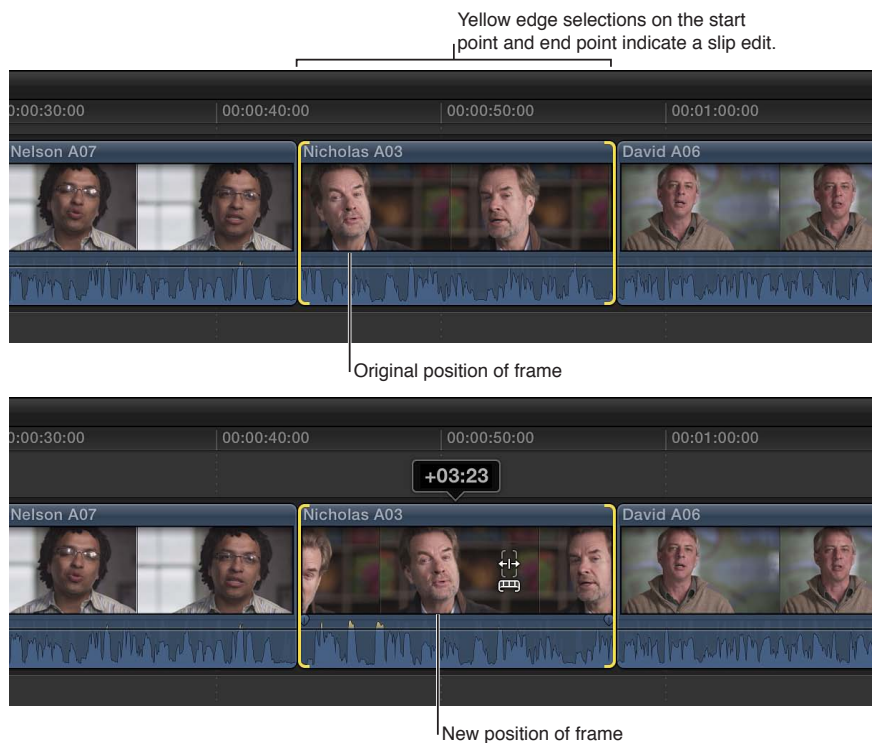 Yellow edge selections on the start
point and end point indicate a slip edit.
0:00:30:00 00:00:40:00 00:00:50:00 00:01:00:00
Nelson A07 Nicholas A03 David A06
Original position of frame
0:00:30:00 00:00:40:00 00:00:50:00 00:01:00:00
+03:23
Nelson A07 Nicholas A03 David A06
New position of frame